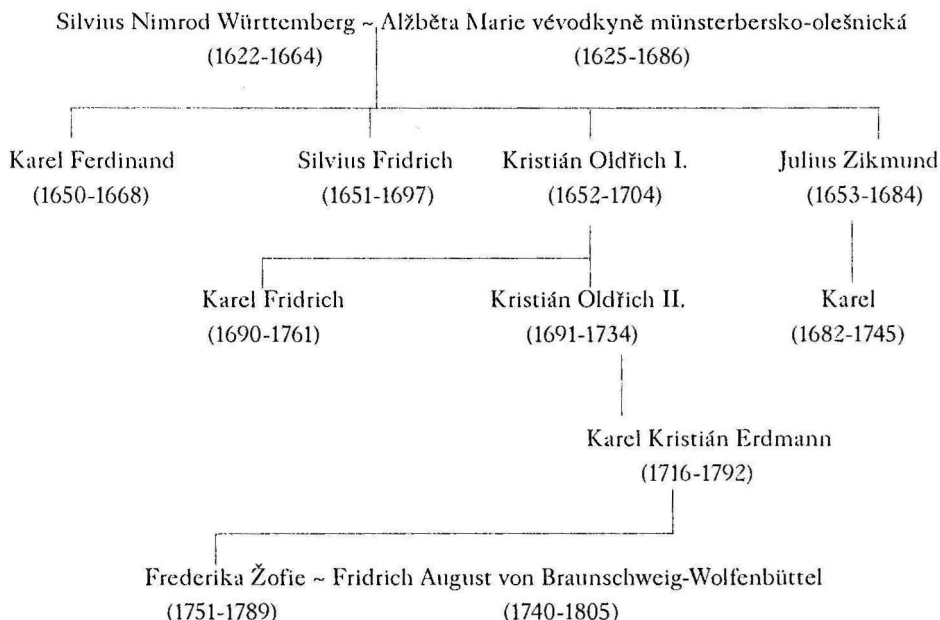 Silvius Nimrod Württemberg ~ Alžběta Marie vévodkyně münsterbersko-olešnická
(1622-1664) (1625-1686)
Karel Ferdinand Silvius Fridrich Kristián Oldřich I. Julius Zikmund
(1650-1668) (1651-1697) (1652-1704) (1653-1684)
Karel Fridrich Kristián Oldřich II. Karel
(1690-1761) (1691-1734) (1682-1745)
Karel Kristián Erdmann
(1716-1792)
Frederika Žofie ~ Fridrich August von Braunschweig-Wolfenbüttel
(1751-1789) (1740-1805)